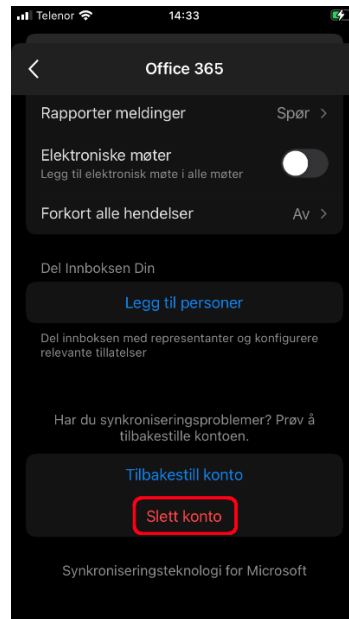 Telenor 14:33
Office 365
Rapporter meldinger Spør >
Elektroniske møter
Legg til elektronisk møte i alle møter
Forkort alle hendelser Av >
Del Innboksen Din
Legg til personer
Del innboksen med representanter og konfigurere
relevante tillatelser
Har du synkroniseringsproblemer? Prøv å
tilbakestille kontoen.
Tilbakestill konto
Slett konto
Synkroniseringsteknologi for Microsoft